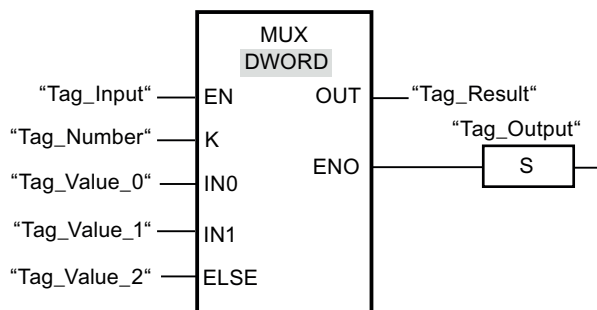 MUX
DWORD
“Tag_Input“ EN OUT “Tag_Result“
“Tag_Output“
“Tag_Number“ K
ENO S
“Tag_Value_0“ IN0
“Tag_Value_1“ IN1
“Tag_Value_2“ ELSE